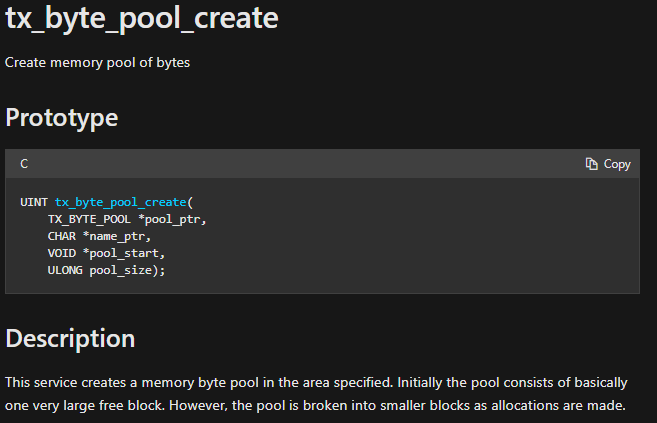 tx_byte_pool_create
Create memory pool of bytes
Prototype
C
Copy
UINT tx_byte_pool_create(
TX_BYTE_POOL *pool_ptr,
CHAR *name_ptr,
VOID *pool_start,
ULONG pool_size);
Description
This service creates a memory byte pool in the area specified. Initially the pool consists of basically
one very large free block. However, the pool is broken into smaller blocks as allocations are made.